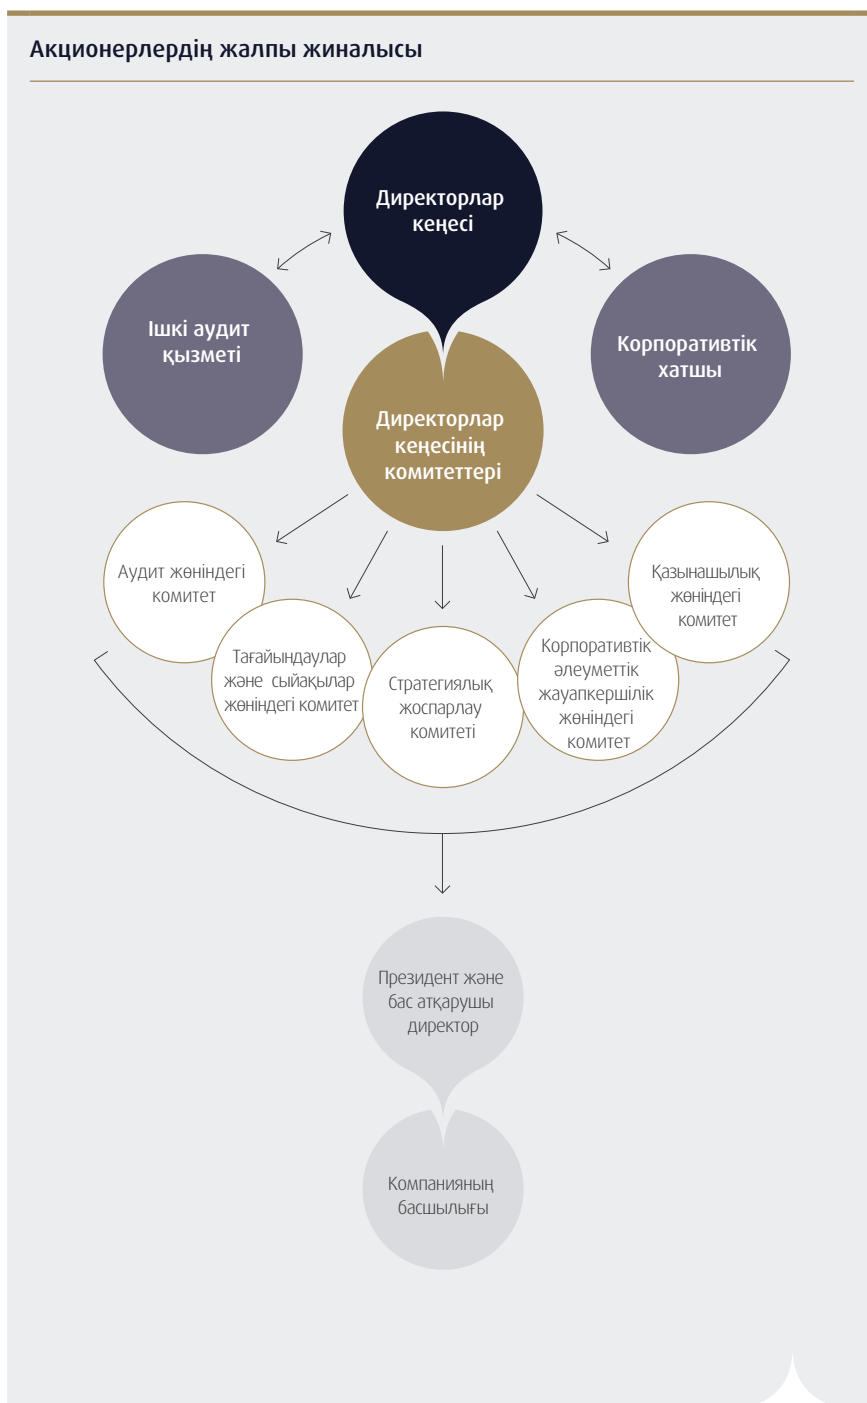 Акционерлердің жалпы жиналысы
Директорлар
кеңесі
Ішкі аудит
қызметі
Корпоративтік
хатшы
Директорлар
кеңесінің
комитеттері
Аудит жөніндегі
комитет
Тағайындаулар
және сыйақылар
жөніндегі комитет
Стратегиялық
жоспарлау
комитеті
Корпоративтік
әлеуметтік
жауапкершілік
жөніндегі
комитет
Қазынашылық
жөніндегі
комитет
Президент және
бас атқарушы
директор
Компанияның
басшылығы